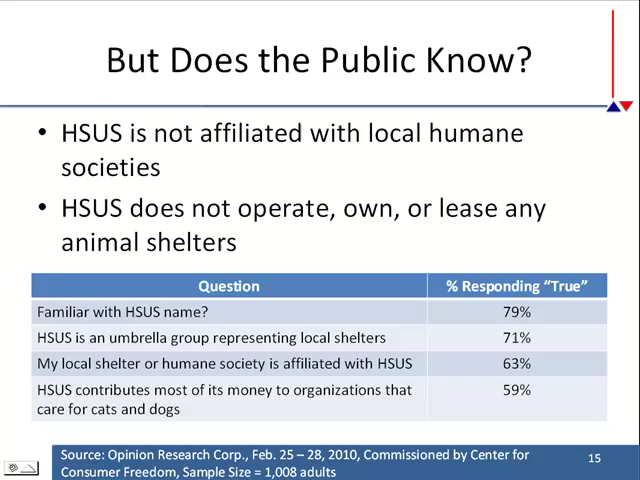 But Does the Public Know?
• HSUS is not affiliated with local humane
societies
• HSUS does not operate, own, or lease any
animal shelters
Question % Responding “True”
Familiar with HSUS name? 79%
HSUS is an umbrella group representing local shelters 71%
My local shelter or humane society is affiliated with HSUS 63%
HSUS contributes most of its money to organizations that 59%
care for cats and dogs
Source: Opinion Research Corp., Feb. 25 – 28, 2010, Commissioned by Center for 15
Consumer Freedom, Sample Size = 1,008 adults